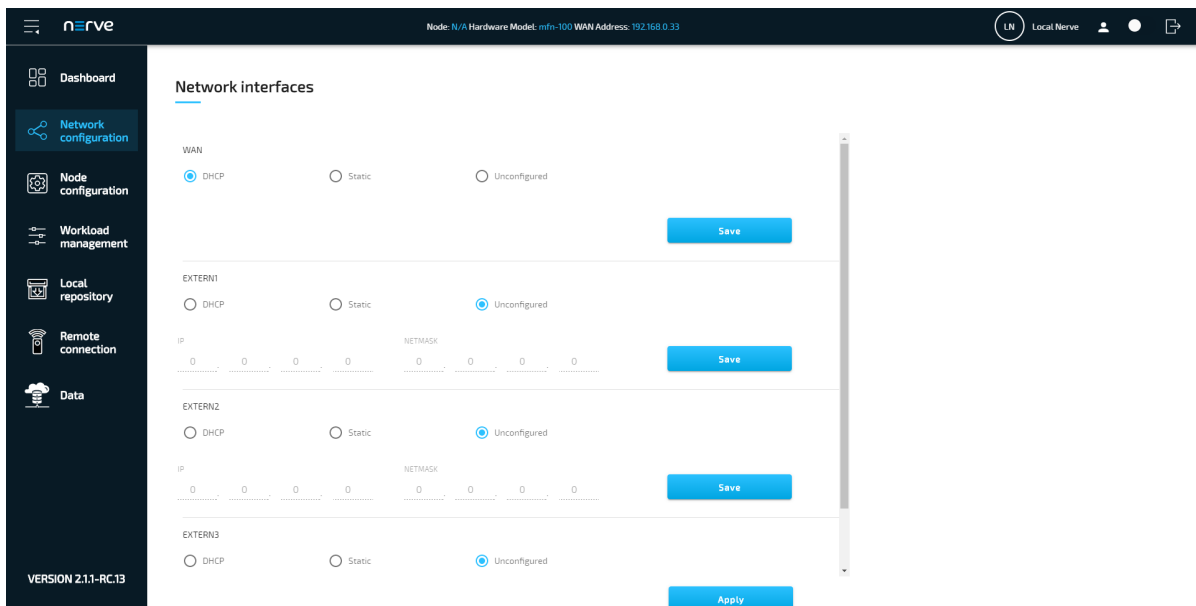 nerve
Node: N/A Hardware Model: mfn-100 WAN Address: 192.168.0.33
LN
Local Nerve
Dashboard
Network
configuration
Node
configuration
Workload
management
Local
repository
Remote
connection
Data
VERSION 2.1.1-RC.13
Network interfaces
WAN
DHCP Static Unconfigured
Save
EXTERN1
DHCP Static Unconfigured
IP NETMASK
0 . 0 . 0 . 0 0 . 0 . 0 . 0 Save
EXTERN2
DHCP Static Unconfigured
IP NETMASK
0 . 0 . 0 . 0 0 . 0 . 0 . 0 Save
EXTERN3
DHCP Static Unconfigured
Apply